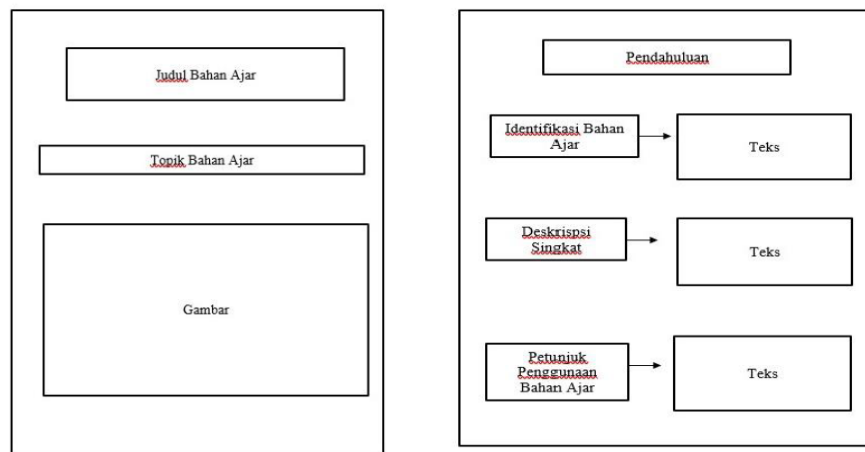 Judul Bahan Ajar
Topik Bahan Ajar
Gambar
Pendahuluan
Identifikasi Bahan
Ajar
Teks
Deskrispsi
Singkat
Teks
Petunjuk
Penggunaan
Bahan Ajar
Teks